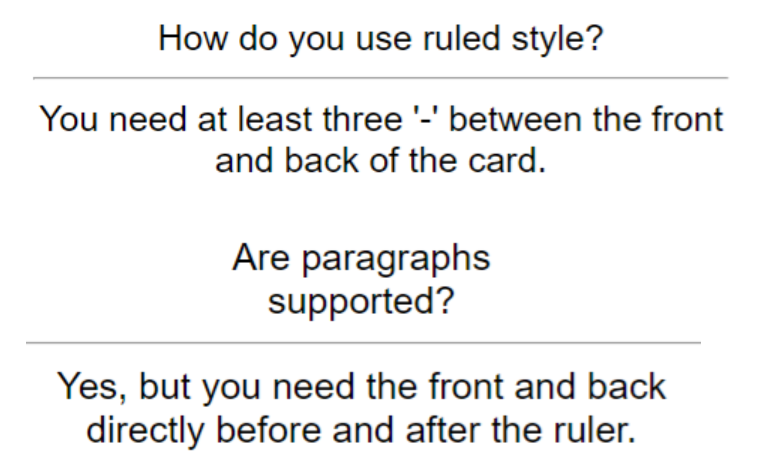 How do you use ruled style?
You need at least three '-' between the front
and back of the card.
Are paragraphs
supported?
Yes, but you need the front and back
directly before and after the ruler.